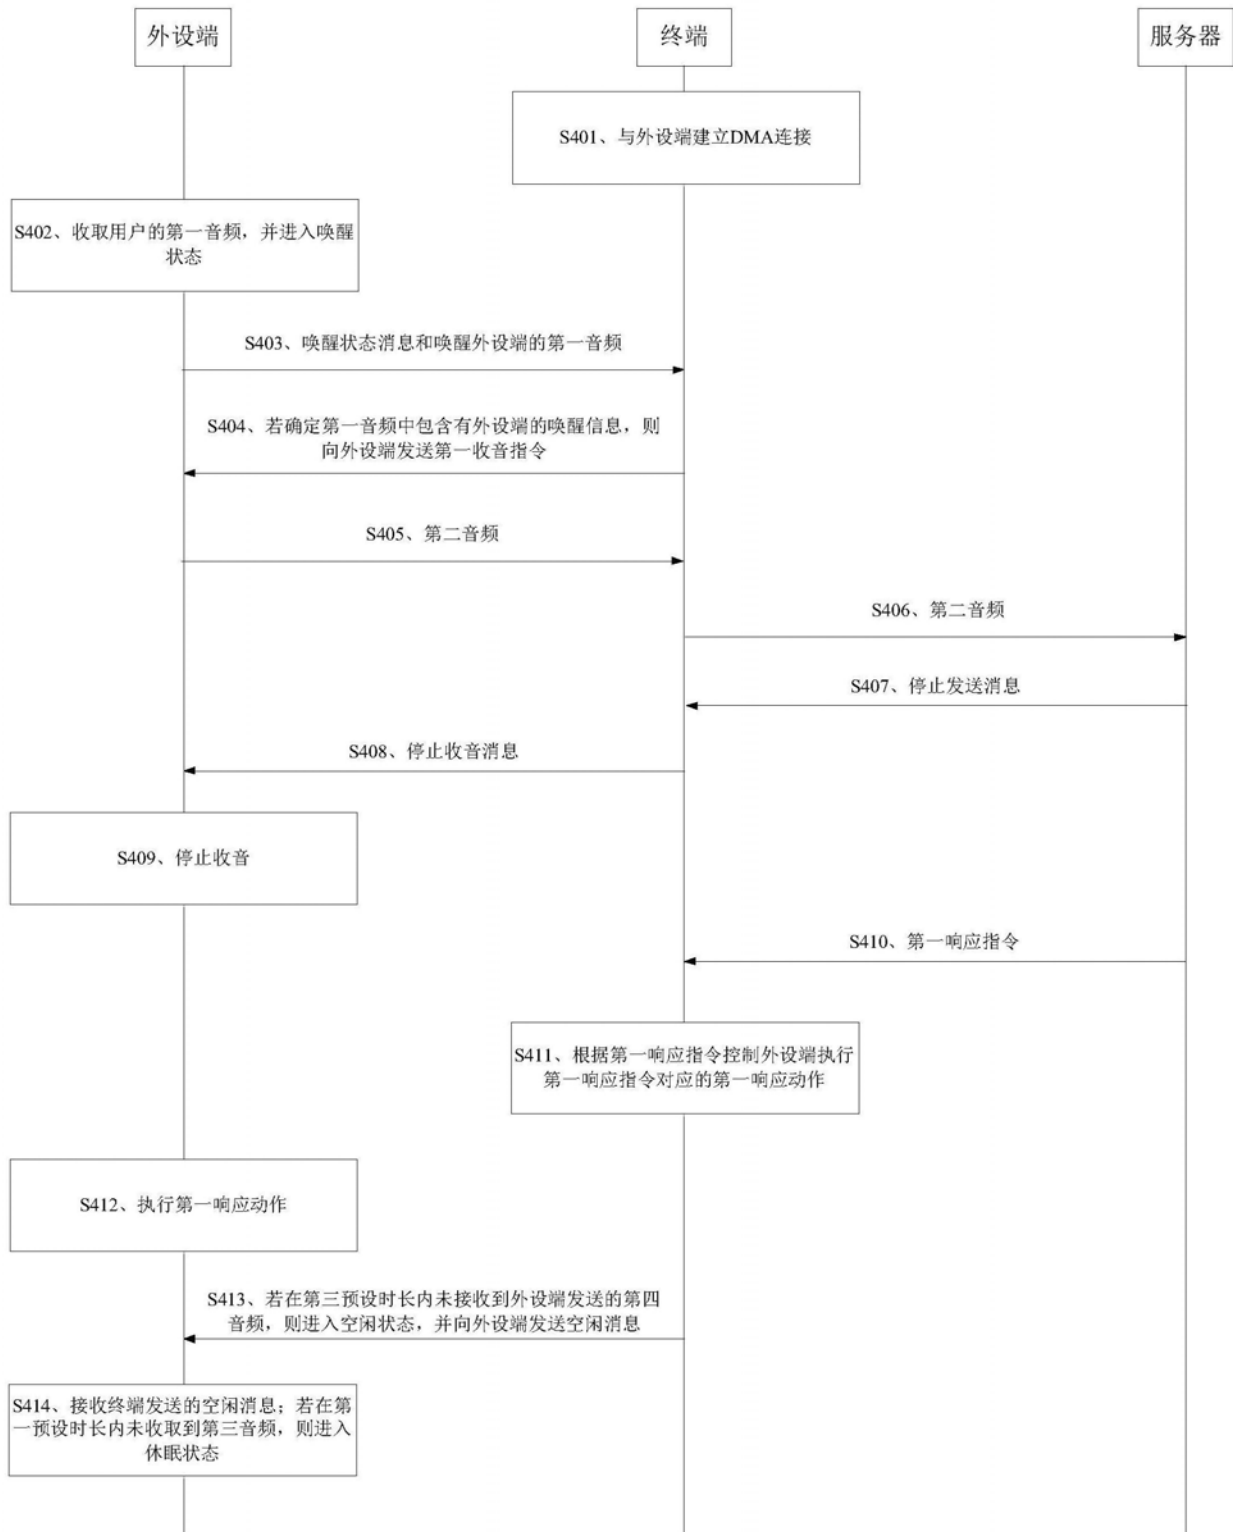 外设端
终端
服务器
S401、与外设端建立DMA连接
S402、收取用户的第一音频，并进入唤醒
状态
S403、唤醒状态消息和唤醒外设端的第一音频
S404、若确定第一音频中包含有外设端的唤醒信息，则
向外设端发送第一收音指令
S405、第二音频
S406、第二音频
S407、停止发送消息
S408、停止收音消息
S409、停止收音
S410、第一响应指令
S411、根据第一响应指令控制外设端执行
第一响应指令对应的第一响应动作
S412、执行第一响应动作
S413、若在第三预设时长内未接收到外设端发送的第四
音频，则进入空闲状态，并向外设端发送空闲消息
S414、接收终端发送的空闲消息；若在第
一预设时长内未收取到第三音频，则进入
休眠状态